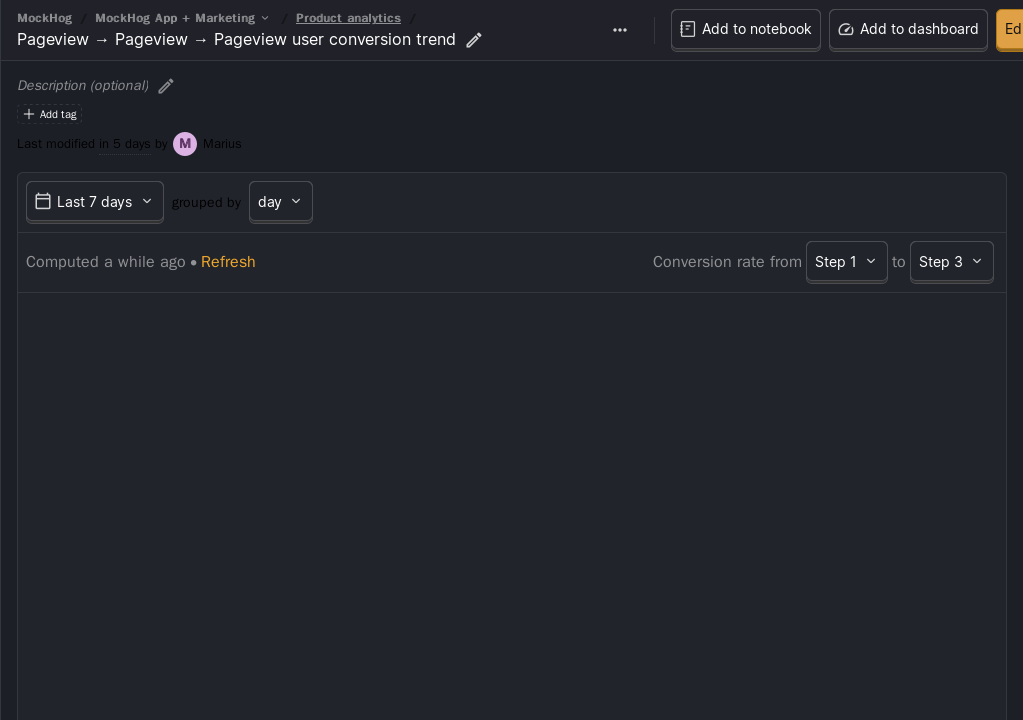 MockHog / MockHog App + Marketing / Product analytics /
Pageview → Pageview → Pageview user conversion trend
Add to notebook
Add to dashboard
Ed
Description (optional)
Add tag
Last modified in 5 days by M Marius
Last 7 days grouped by day
Computed a while ago • Refresh
Conversion rate from Step 1 to Step 3